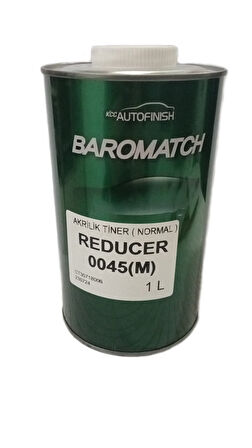 KCC AUTOFINISH
BAROMATCH
AKRİLİK TİNER ( NORMAL )
REDUCER
0045(M)
1 L